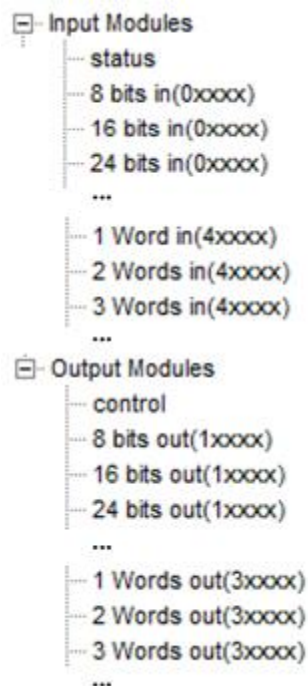 Input Modules
status
8 bits in(0xxxx)
16 bits in(0xxxx)
24 bits in(0xxxx)
...
1 Word in(4xxxx)
2 Words in(4xxxx)
3 Words in(4xxxx)
...
Output Modules
control
8 bits out(1xxxx)
16 bits out(1xxxx)
24 bits out(1xxxx)
...
1 Words out(3xxxx)
2 Words out(3xxxx)
3 Words out(3xxxx)
...